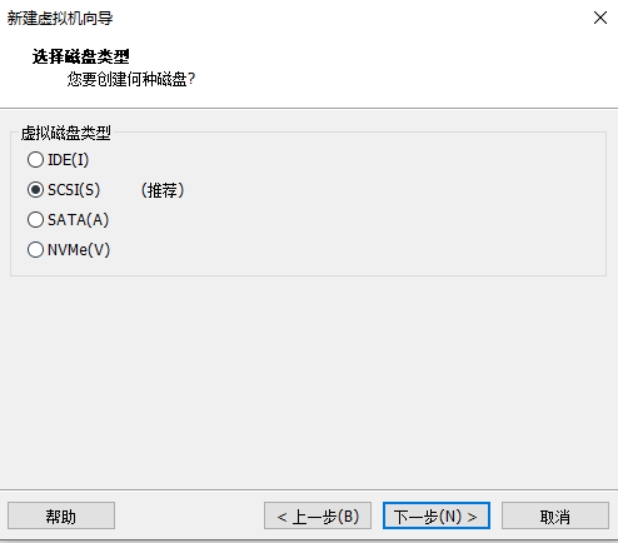 新建虚拟机向导
选择磁盘类型
您要创建何种磁盘?
虚拟磁盘类型
IDE(I)
SCSI(S) (推荐)
SATA(A)
NVMe(V)
帮助 < 上一步(B) 下一步(N) > 取消